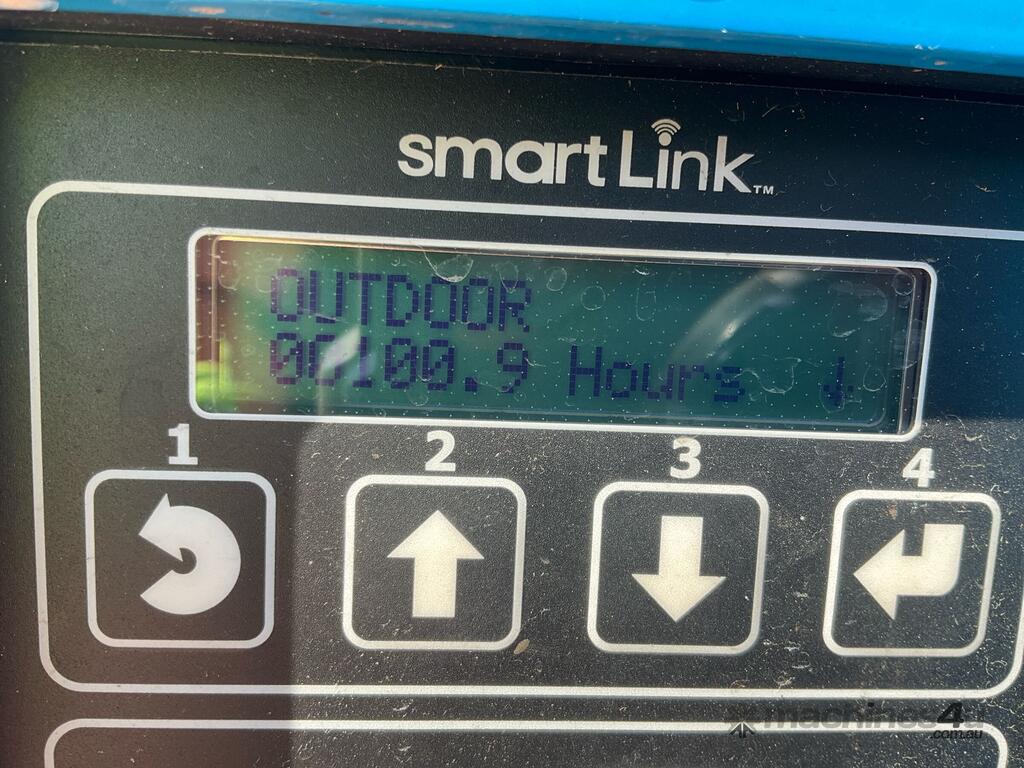 smart Link™
OUTDOOR
00100.9 Hours ↓
1 2 3 4
machines4u
.com.au